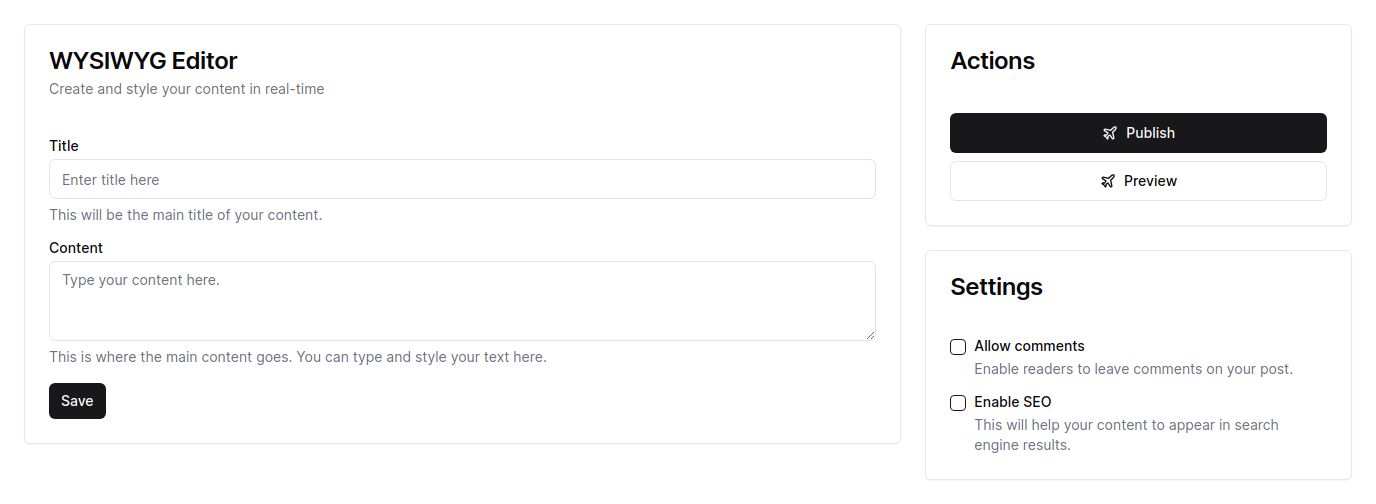 WYSIWYG Editor
Create and style your content in real-time
Title
Enter title here
This will be the main title of your content.
Content
Type your content here.
This is where the main content goes. You can type and style your text here.
Save
Actions
Publish
Preview
Settings
Allow comments
Enable readers to leave comments on your post.
Enable SEO
This will help your content to appear in search
engine results.